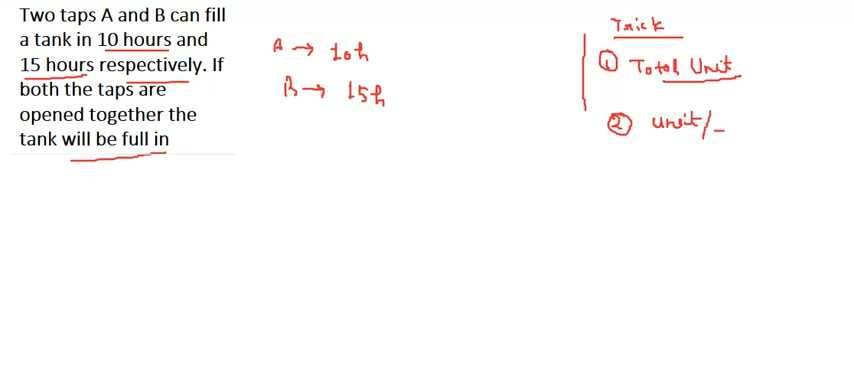 Two taps A and B can fill
a tank in 10 hours and
15 hours respectively. If
both the taps are
opened together the
tank will be full in
A → 10h
B → 15h
Trick
① Total Unit
② Unit/